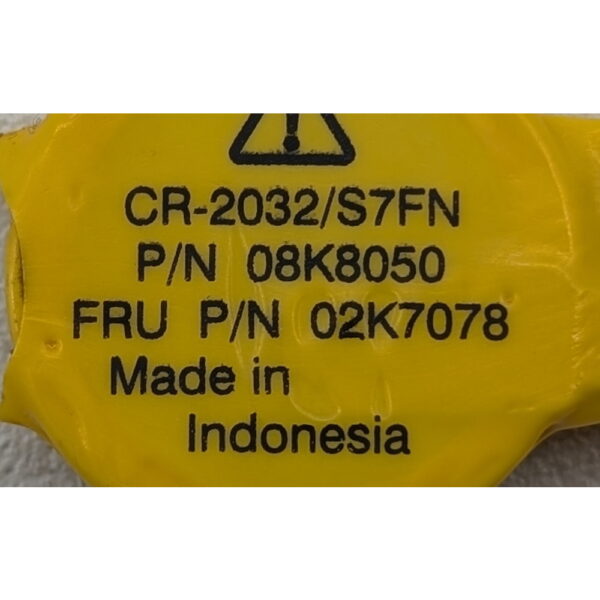 CR-2032/S7FN
P/N 08K8050
FRU P/N 02K7078
Made in
Indonesia